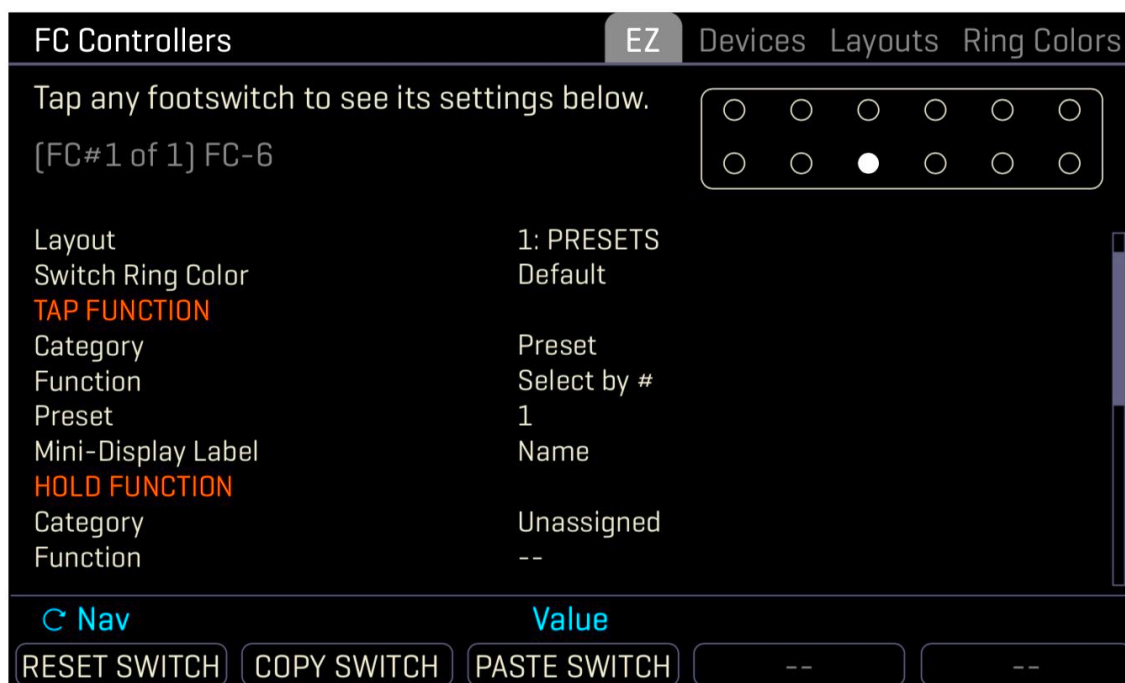 FC Controllers EZ Devices Layouts Ring Colors
Tap any footswitch to see its settings below.
(FC#1 of 1) FC-6
Layout 1: PRESETS
Switch Ring Color Default
TAP FUNCTION
Category Preset
Function Select by #
Preset 1
Mini-Display Label Name
HOLD FUNCTION
Category Unassigned
Function --
Nav Value
RESET SWITCH COPY SWITCH PASTE SWITCH -- --